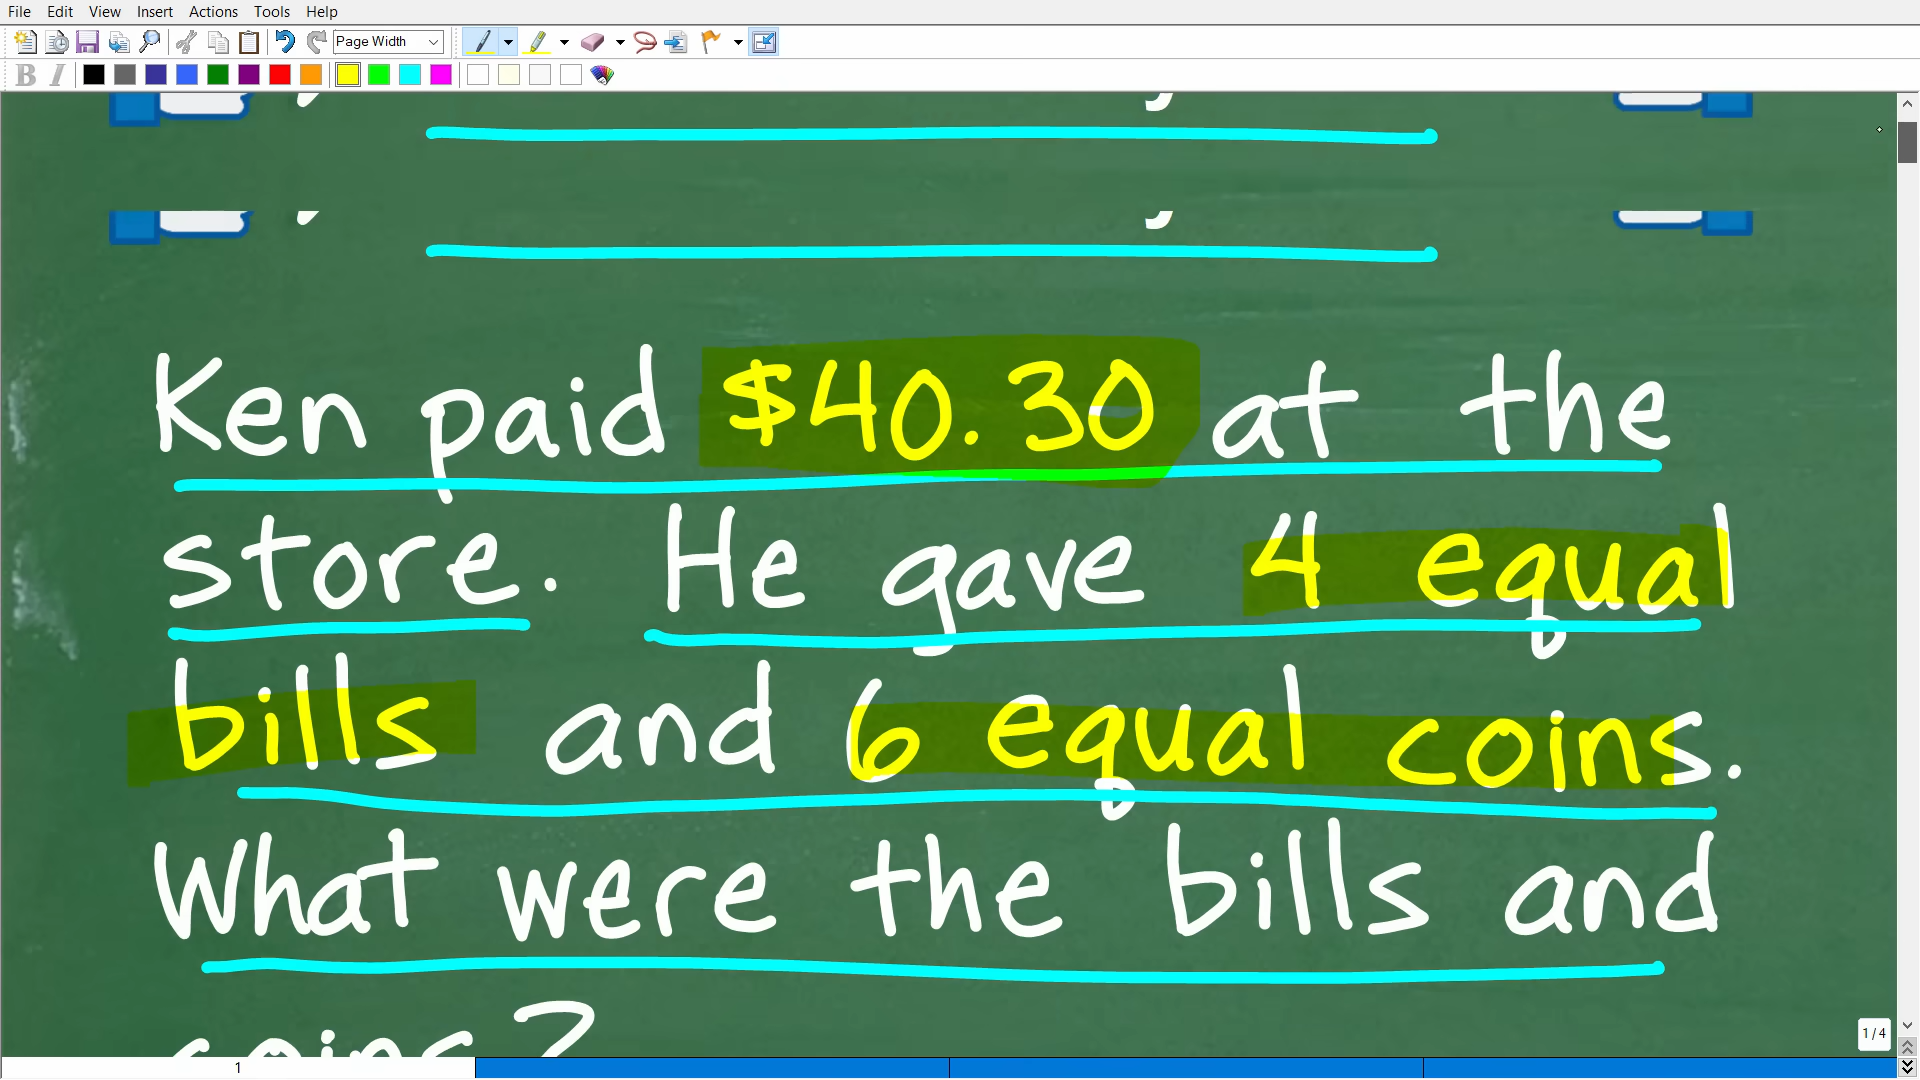 File Edit View Insert Actions Tools Help
Page Width
B I
Ken paid $40.30 at the
store. He gave 4 equal
bills and 6 equal coins.
What were the bills and
coins?
1/4
1